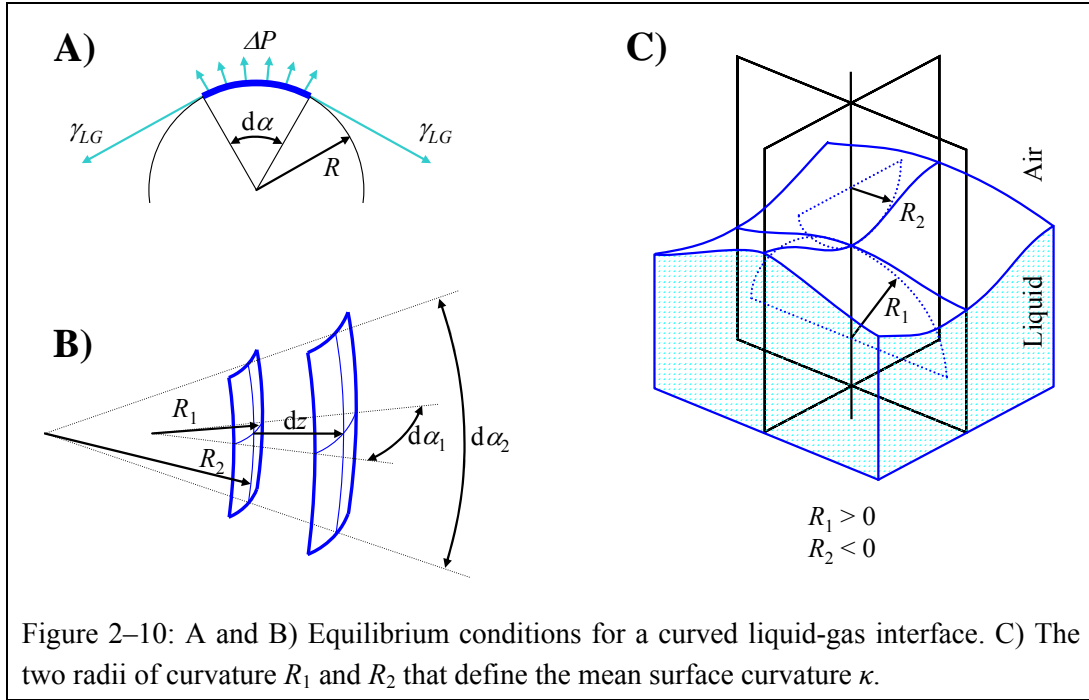 A)
ΔP
γLG
γLG
dα
R
B)
R1
dz
R2
dα1
dα2
C)
Air
R2
R1
Liquid
R1 > 0
R2 < 0
Figure 2–10: A and B) Equilibrium conditions for a curved liquid-gas interface. C) The
two radii of curvature R1 and R2 that define the mean surface curvature κ.